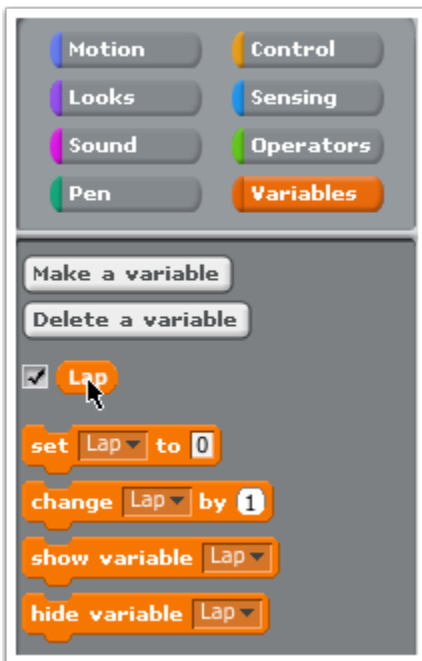 Motion Control
Looks Sensing
Sound Operators
Pen Variables
Make a variable
Delete a variable
Lap
set Lap to 0
change Lap by 1
show variable Lap
hide variable Lap